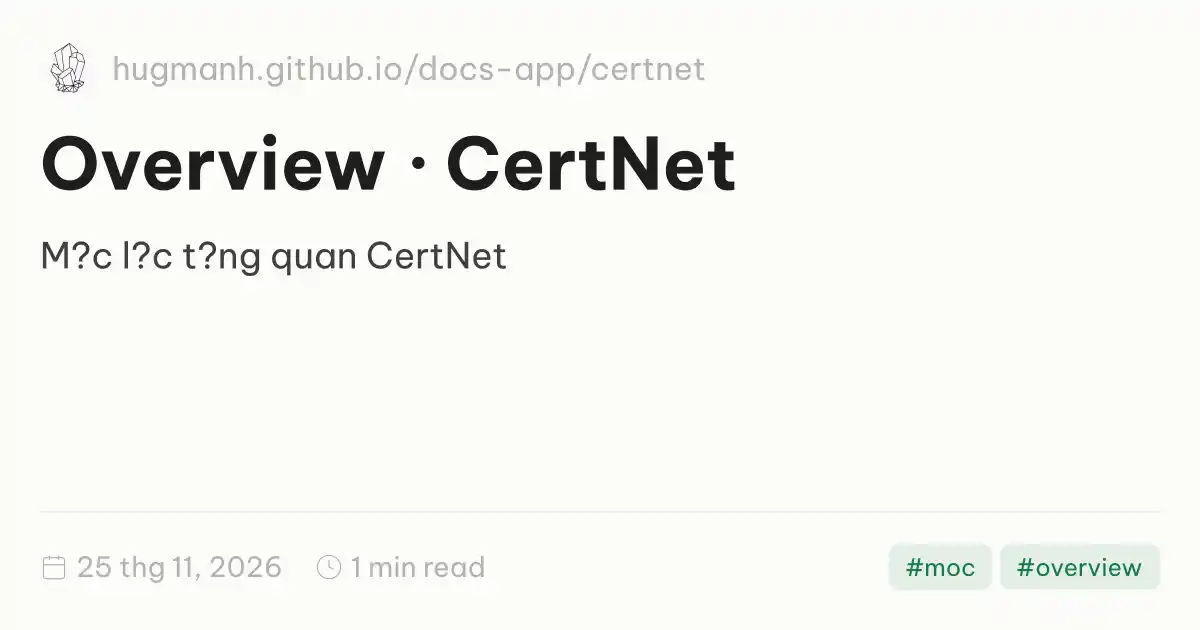 hugmanh.github.io/docs-app/certnet
Overview · CertNet
M?c l?c t?ng quan CertNet
25 thg 11, 2026 1 min read #moc #overview